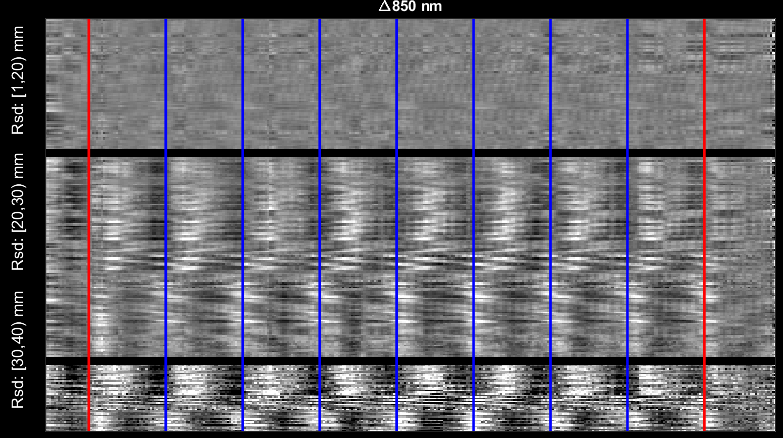 Δ850 nm
Rsd: [1,20) mm
Rsd: [20,30) mm
Rsd: [30,40) mm